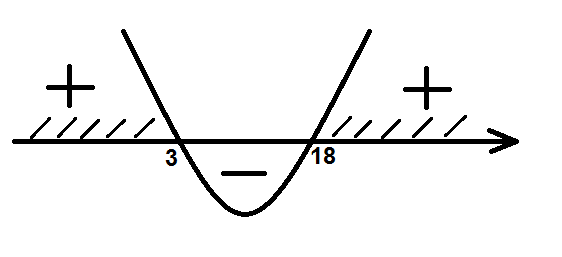 + +
3 − 18